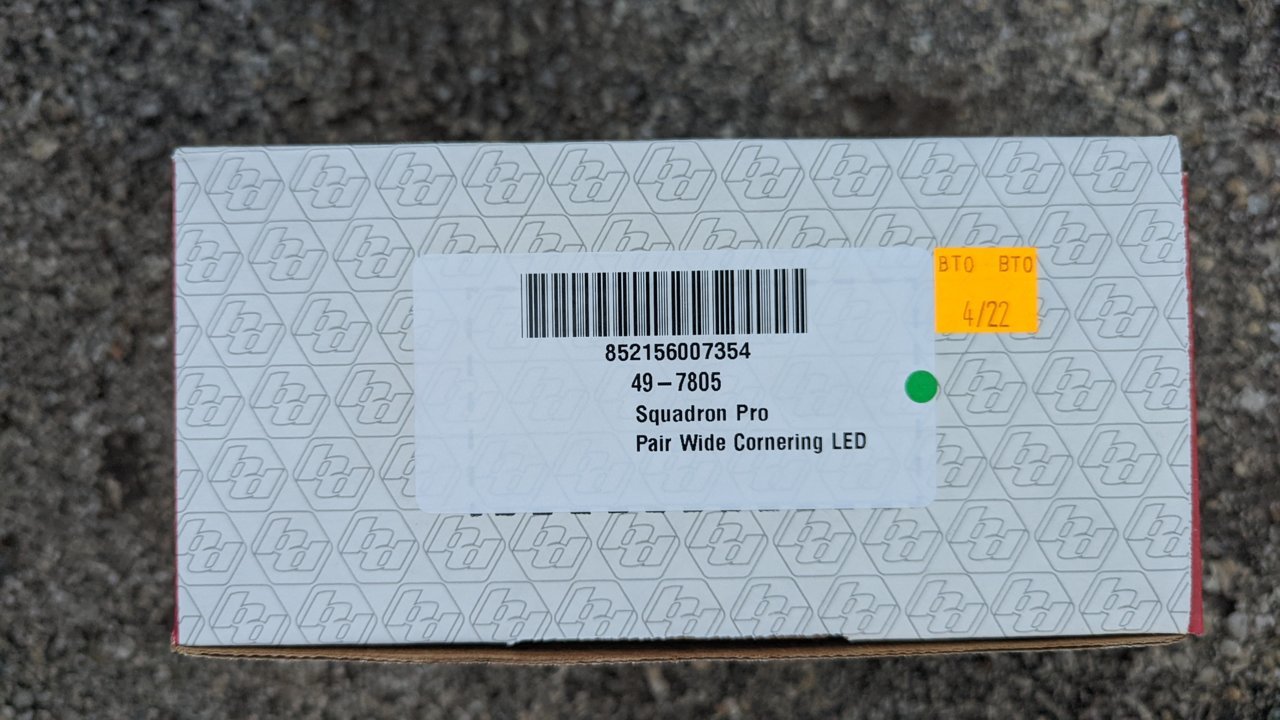 BTO BTO
4/22
852156007354
49-7805
Squadron Pro
Pair Wide Cornering LED